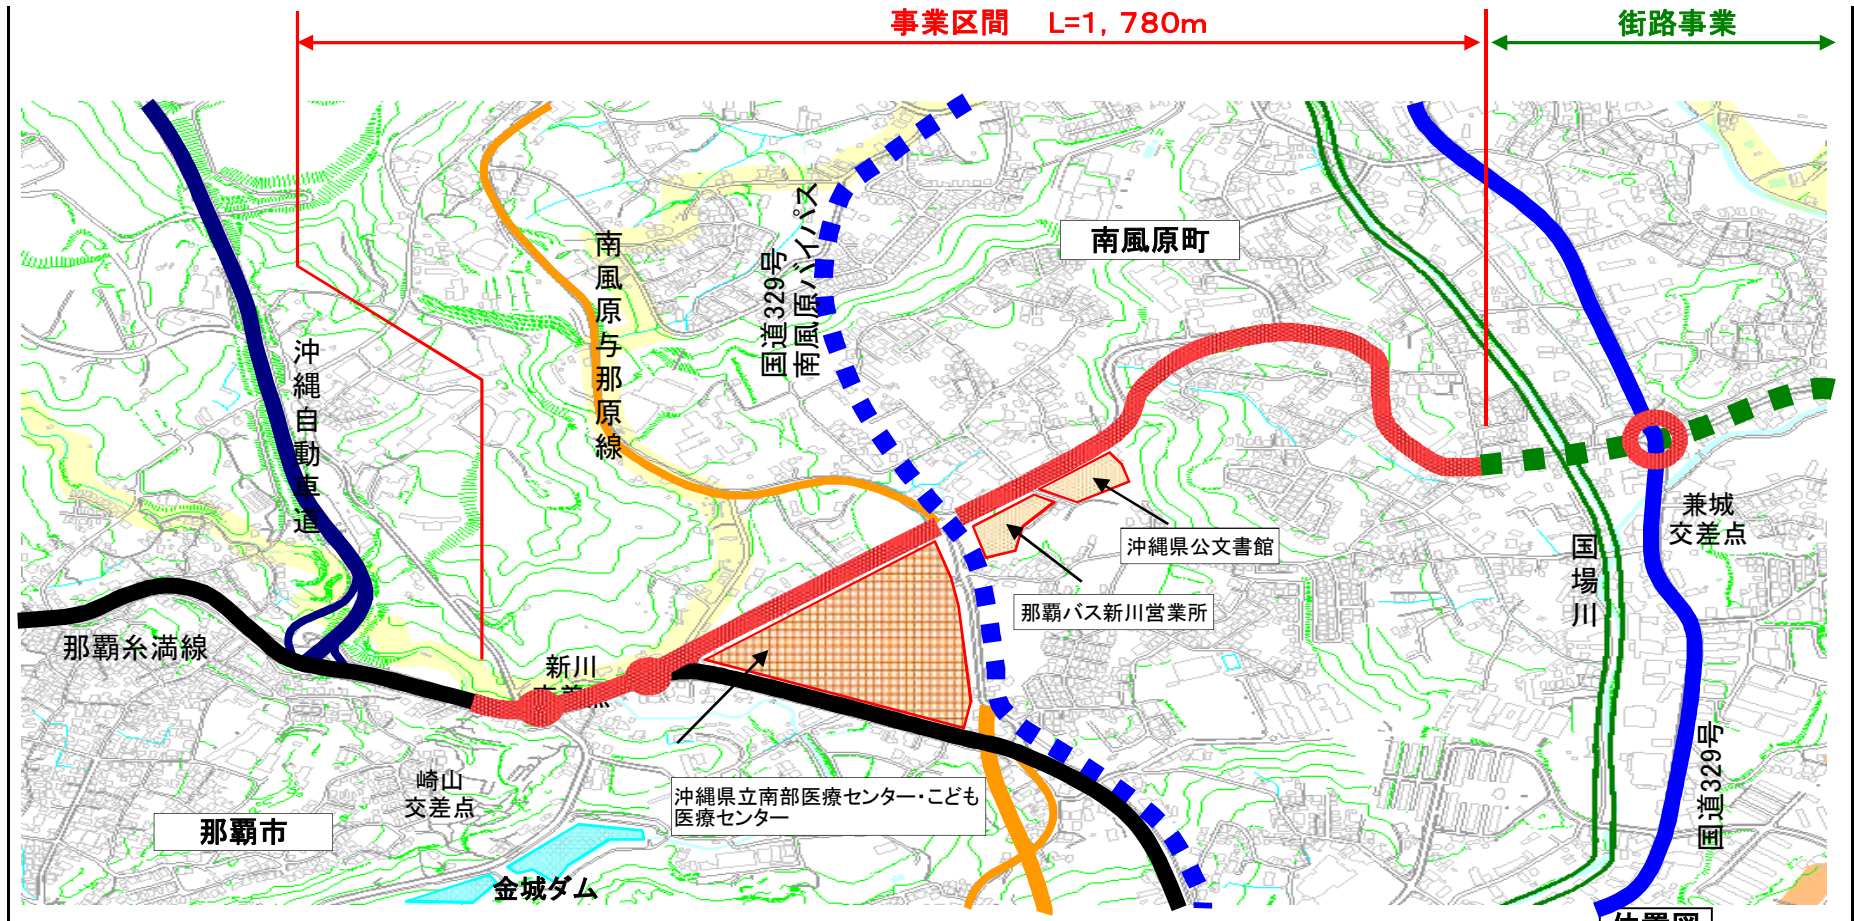 事業区間 L=1, 780m
街路事業
南風原町
国道329号
南風原バイパス
南風原与那原線
沖縄自動車道
沖縄県公文書館
那覇バス新川営業所
兼城
交差点
国場川
那覇糸満線
新川
崎山
交差点
那覇市
沖縄県立南部医療センター・こども
医療センター
金城ダム
国道329号
位置図